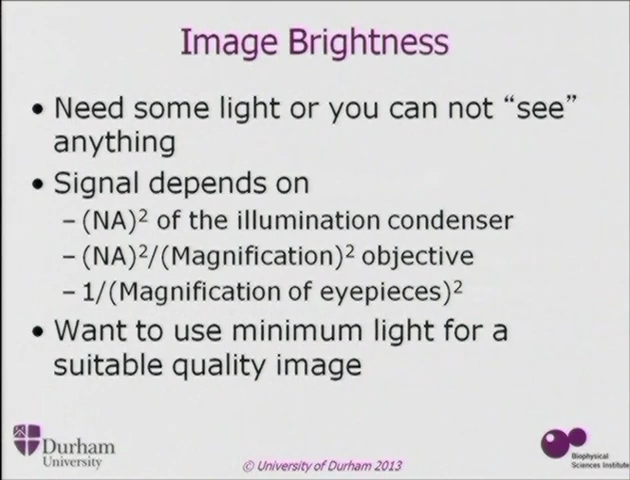 Image Brightness
• Need some light or you can not “see”
anything
• Signal depends on
– (NA)² of the illumination condenser
– (NA)²/(Magnification)² objective
– 1/(Magnification of eyepieces)²
• Want to use minimum light for a
suitable quality image
Durham
University
© University of Durham 2013
Biophysical
Sciences Institute